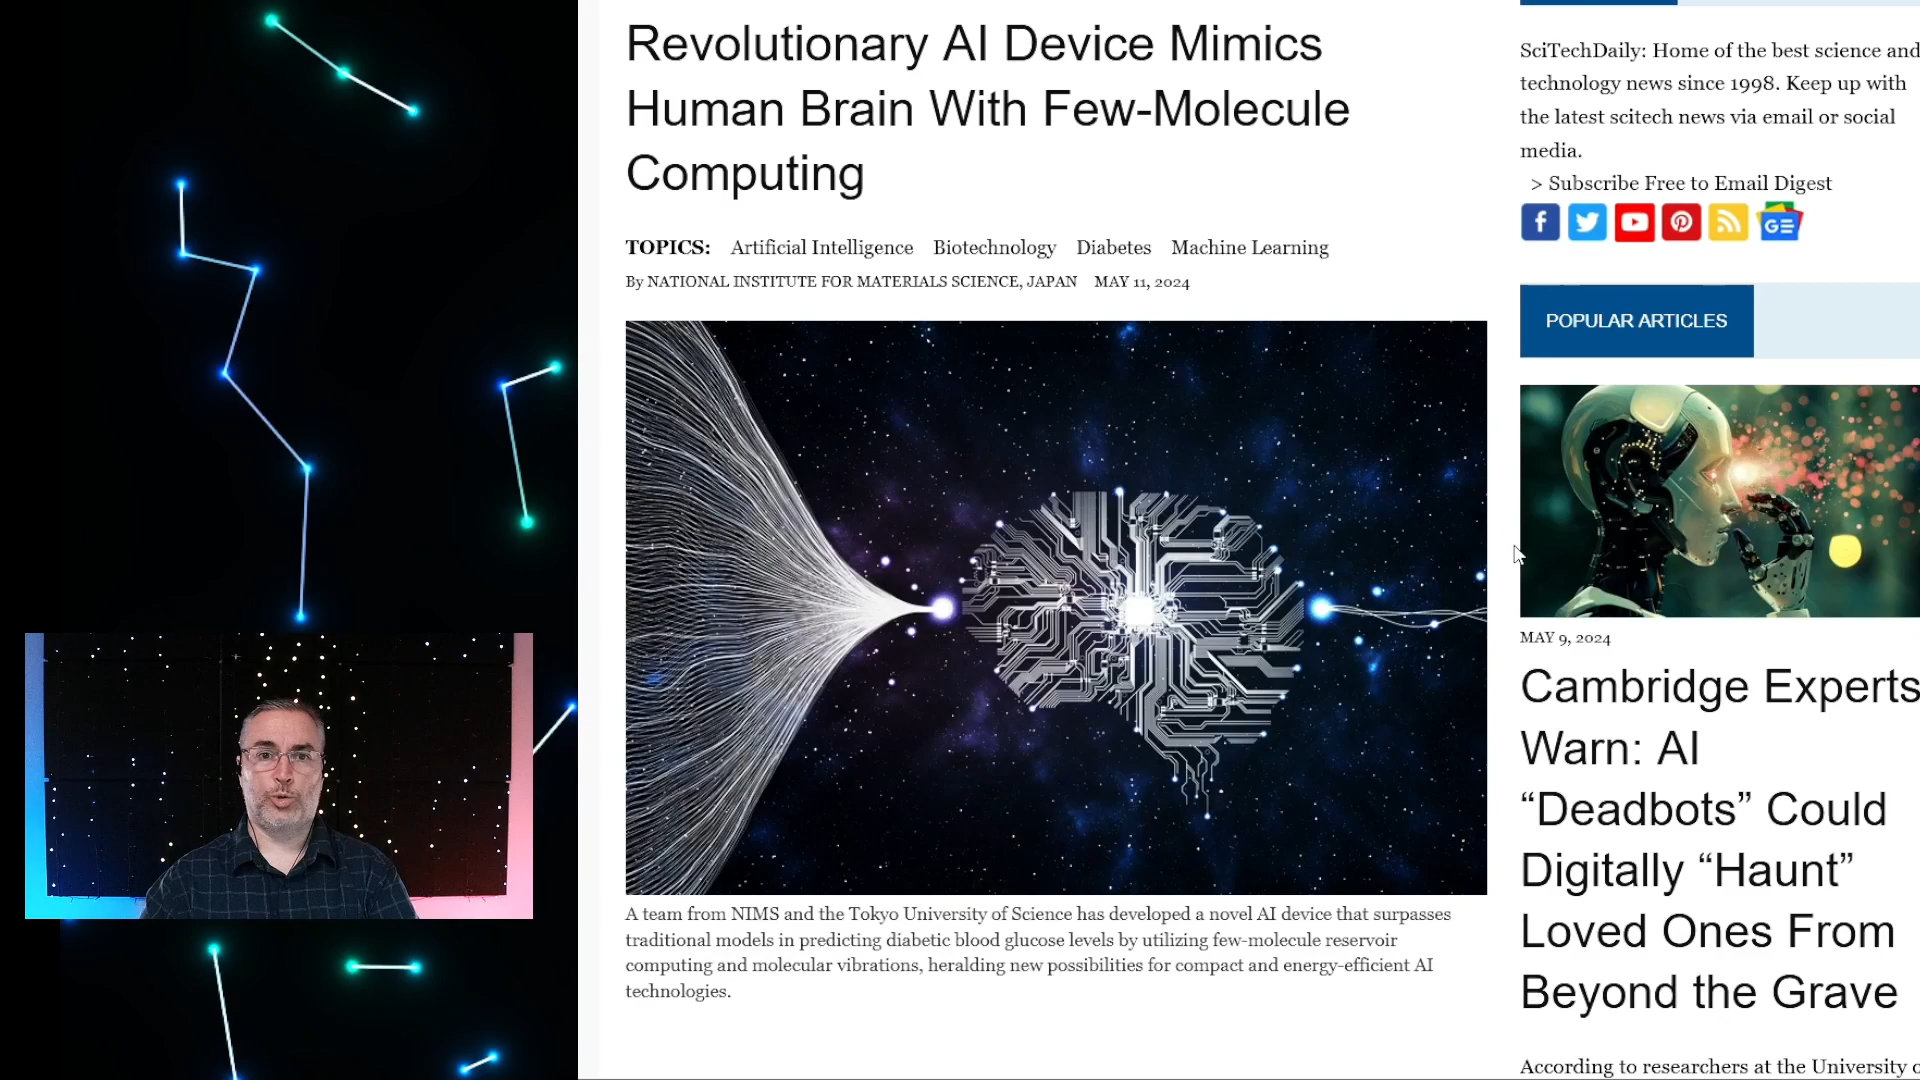 Revolutionary AI Device Mimics
Human Brain With Few-Molecule
Computing
TOPICS: Artificial Intelligence Biotechnology Diabetes Machine Learning
By NATIONAL INSTITUTE FOR MATERIALS SCIENCE, JAPAN MAY 11, 2024
A team from NIMS and the Tokyo University of Science has developed a novel AI device that surpasses
traditional models in predicting diabetic blood glucose levels by utilizing few-molecule reservoir
computing and molecular vibrations, heralding new possibilities for compact and energy-efficient AI
technologies.
SciTechDaily: Home of the best science and
technology news since 1998. Keep up with
the latest scitech news via email or social
media.
> Subscribe Free to Email Digest
POPULAR ARTICLES
MAY 9, 2024
Cambridge Experts
Warn: AI
“Deadbots” Could
Digitally “Haunt”
Loved Ones From
Beyond the Grave
According to researchers at the University